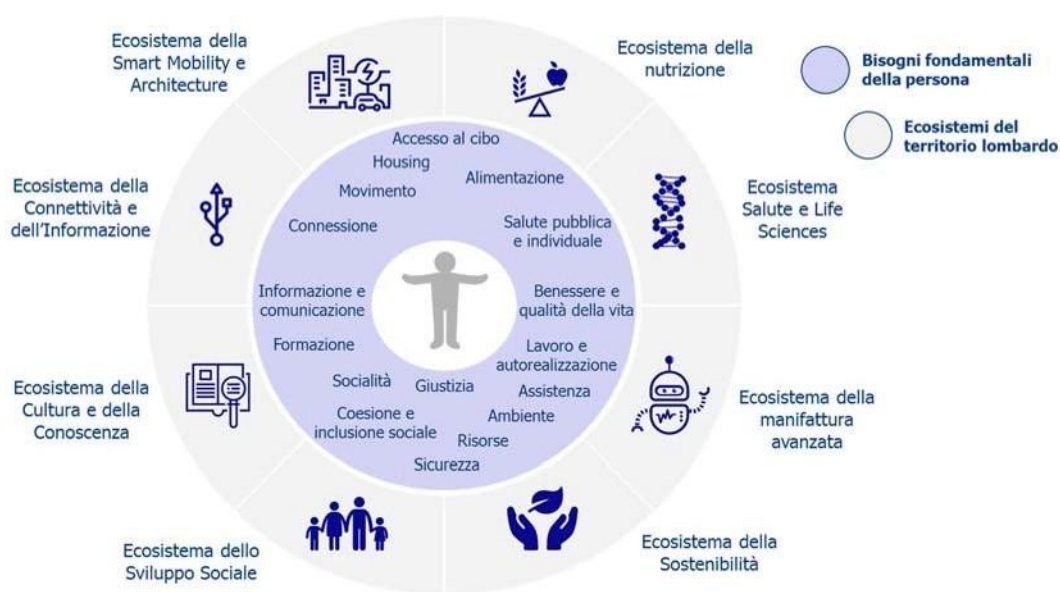 Ecosistema della
Smart Mobility e
Architecture
Ecosistema della
nutrizione
Bisogni fondamentali
della persona
Ecosistemi del
territorio lombardo
Ecosistema della
Connettività e
dell'Informazione
Ecosistema
Salute e Life
Sciences
Accesso al cibo
Housing
Alimentazione
Movimento
Connessione
Salute pubblica
e individuale
Informazione e
comunicazione
Benessere e
qualità della vita
Formazione
Lavoro e
autorealizzazione
Socialità
Giustizia
Assistenza
Coesione e
inclusione sociale
Ambiente
Risorse
Sicurezza
Ecosistema della
Cultura e della
Conoscenza
Ecosistema della
manifattura
avanzata
Ecosistema dello
Sviluppo Sociale
Ecosistema della
Sostenibilità